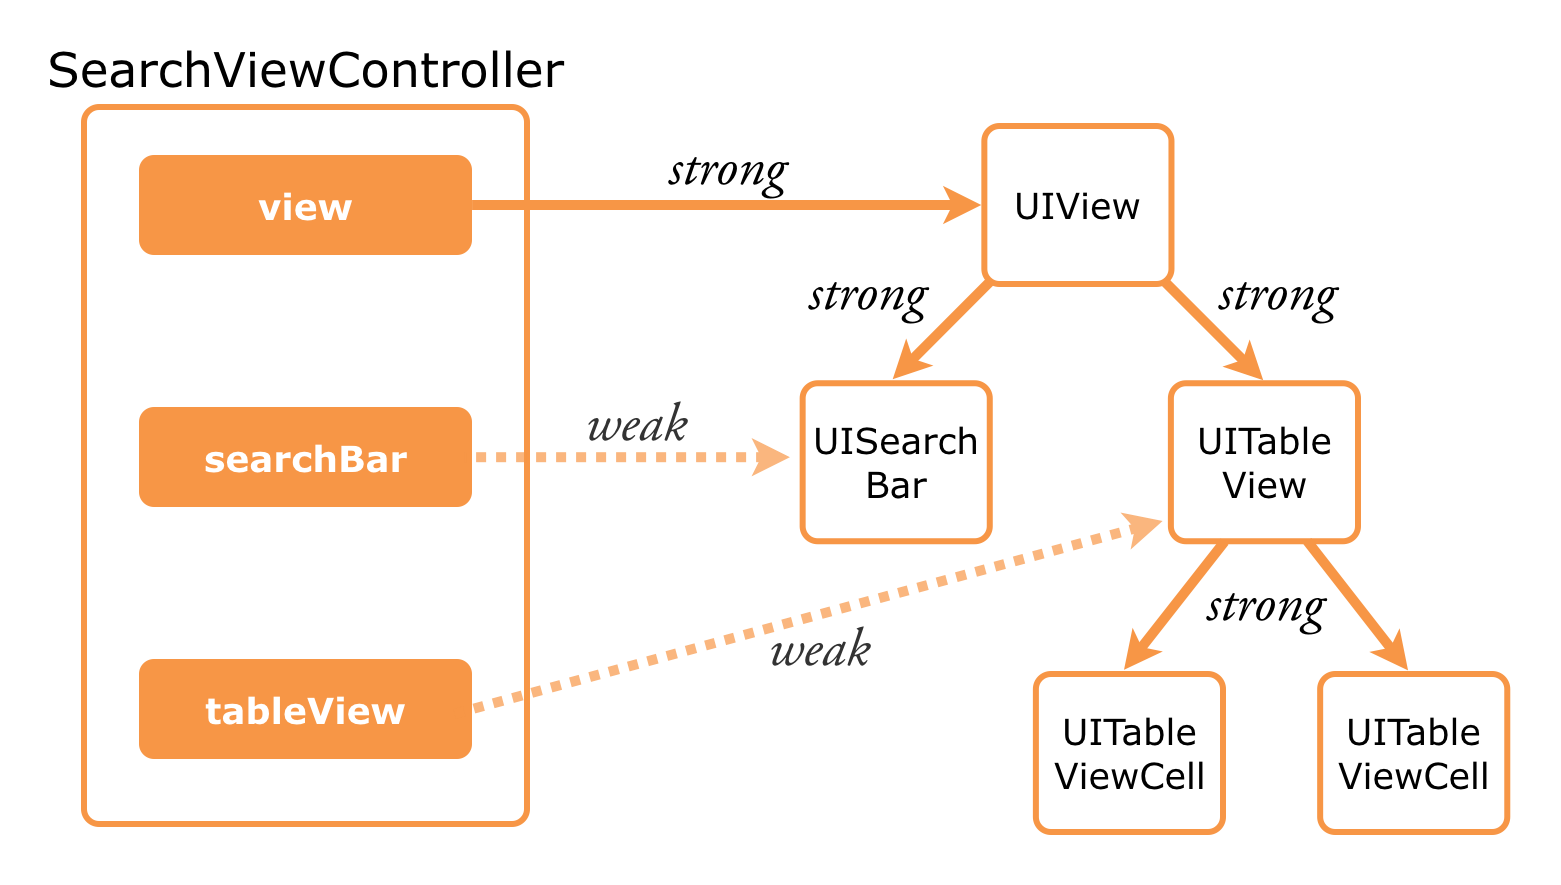 SearchViewController
view
strong
UIView
strong
strong
searchBar
weak
UISearch
Bar
UITable
View
strong
weak
tableView
UITable
ViewCell
UITable
ViewCell